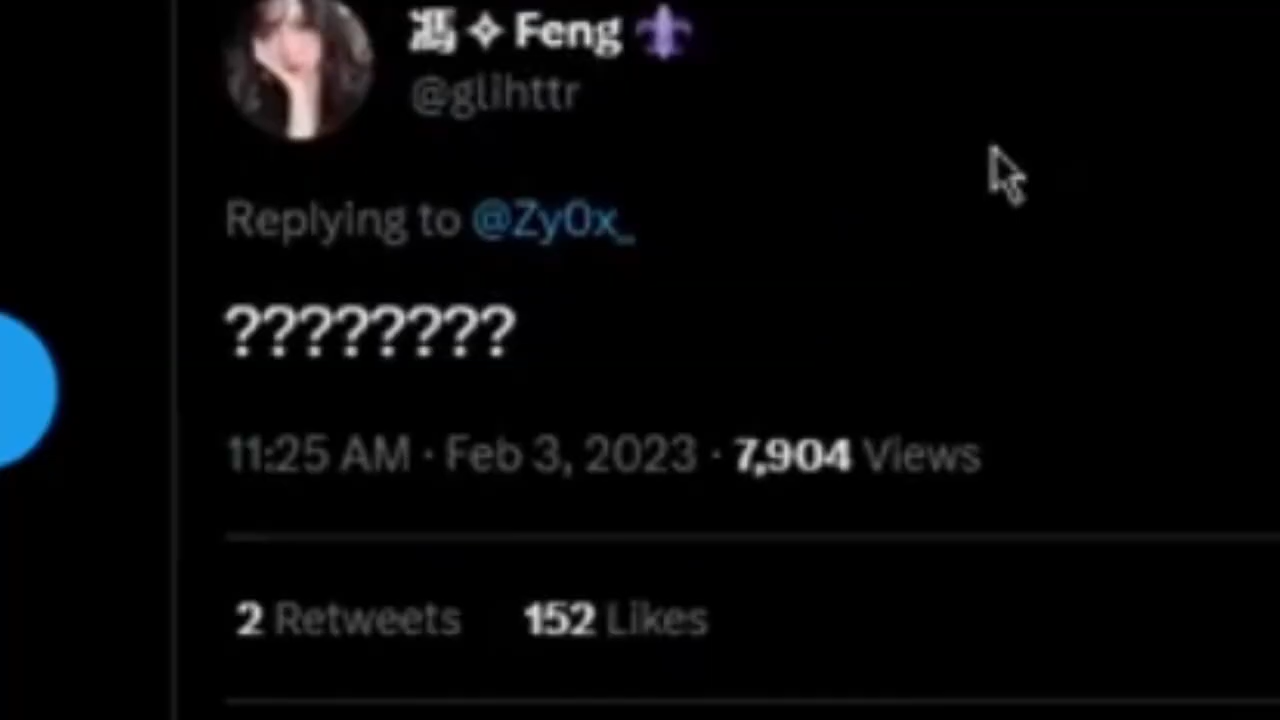 馮 ✧ Feng ⚜
@glihttr
Replying to @Zy0x_
????????
11:25 AM · Feb 3, 2023 · 7,904 Views
2 Retweets 152 Likes